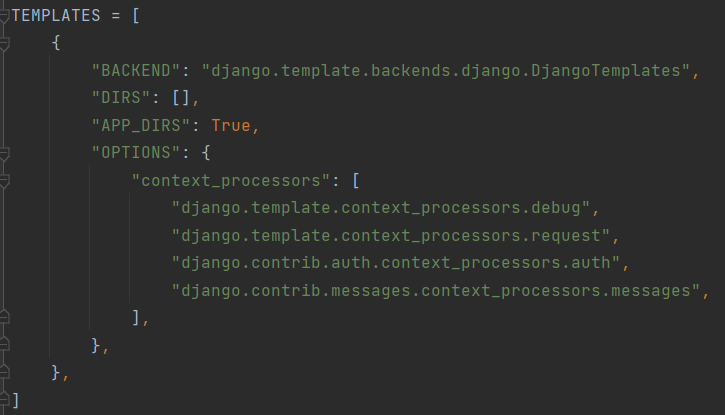 TEMPLATES = [
    {
        "BACKEND": "django.template.backends.django.DjangoTemplates",
        "DIRS": [],
        "APP_DIRS": True,
        "OPTIONS": {
            "context_processors": [
                "django.template.context_processors.debug",
                "django.template.context_processors.request",
                "django.contrib.auth.context_processors.auth",
                "django.contrib.messages.context_processors.messages",
            ],
        },
    },
]